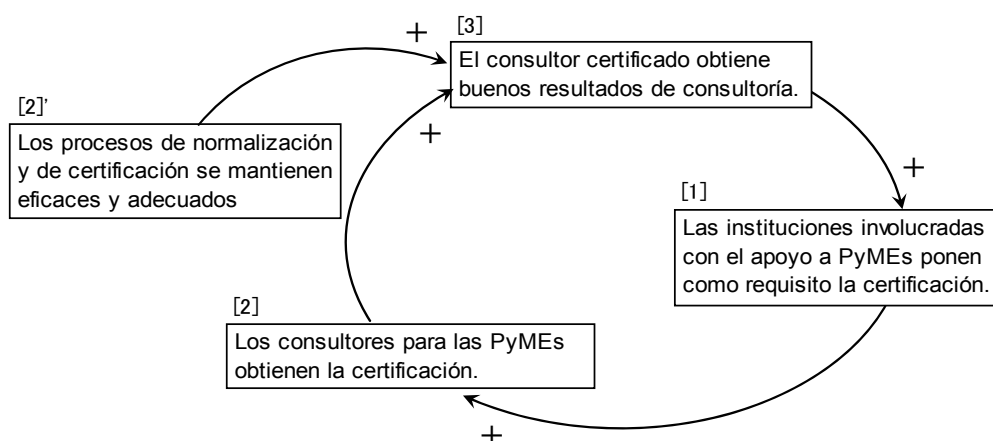 [3]
+
El consultor certificado obtiene
buenos resultados de consultoría.
[2]'
+
Los procesos de normalización
y de certificación se mantienen
eficaces y adecuados
+
[1]
Las instituciones involucradas
con el apoyo a PyMEs ponen
como requisito la certificación.
[2]
Los consultores para las PyMEs
obtienen la certificación.
+